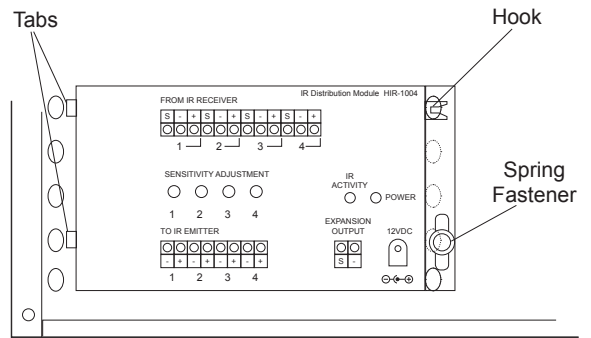 Tabs
Hook
IR Distribution Module HIR-1004
FROM IR RECEIVER
S - + S - + S - + S - +
1 2 3 4
SENSITIVITY ADJUSTMENT
IR
ACTIVITY
POWER
1 2 3 4
Spring
Fastener
TO IR EMITTER
EXPANSION
OUTPUT
12VDC
- + - + - + - +
S -
1 2 3 4